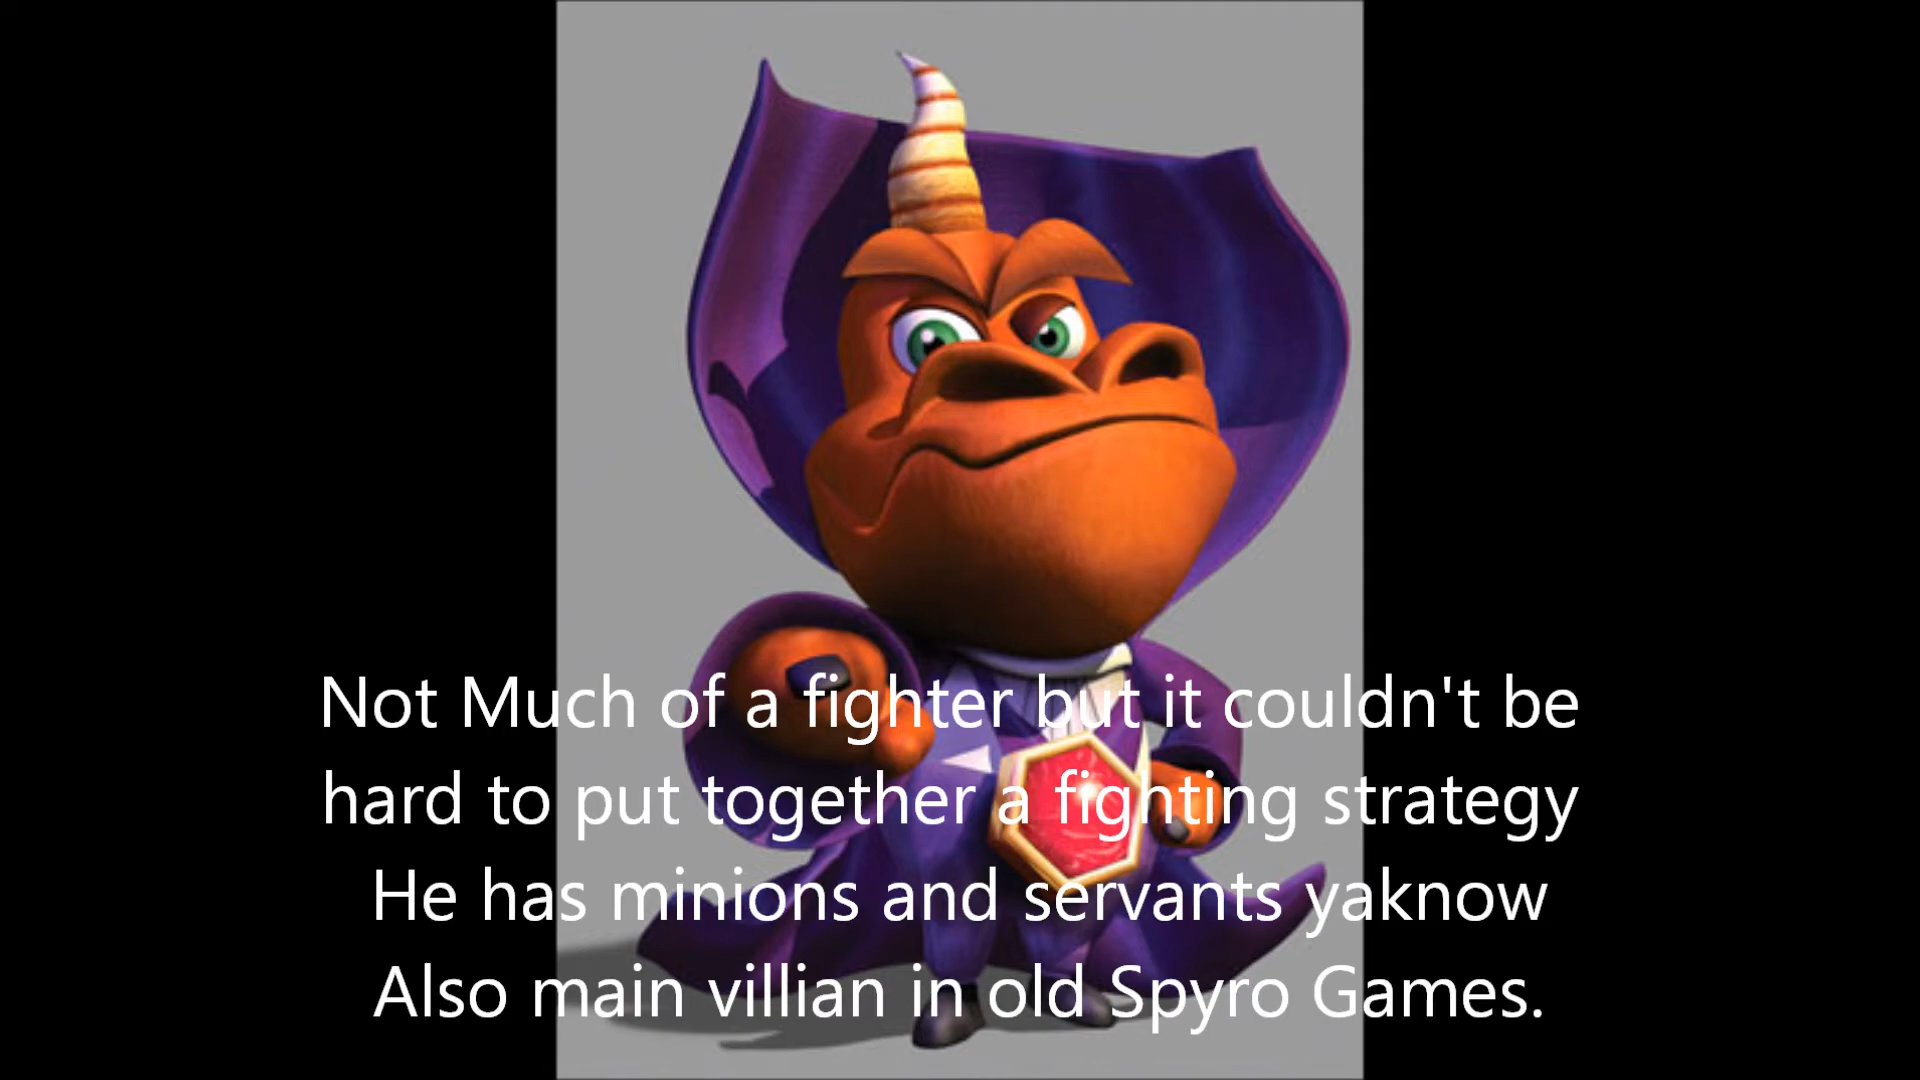 Not Much of a fighter but it couldn't be
hard to put together a fighting strategy
He has minions and servants yaknow
Also main villian in old Spyro Games.